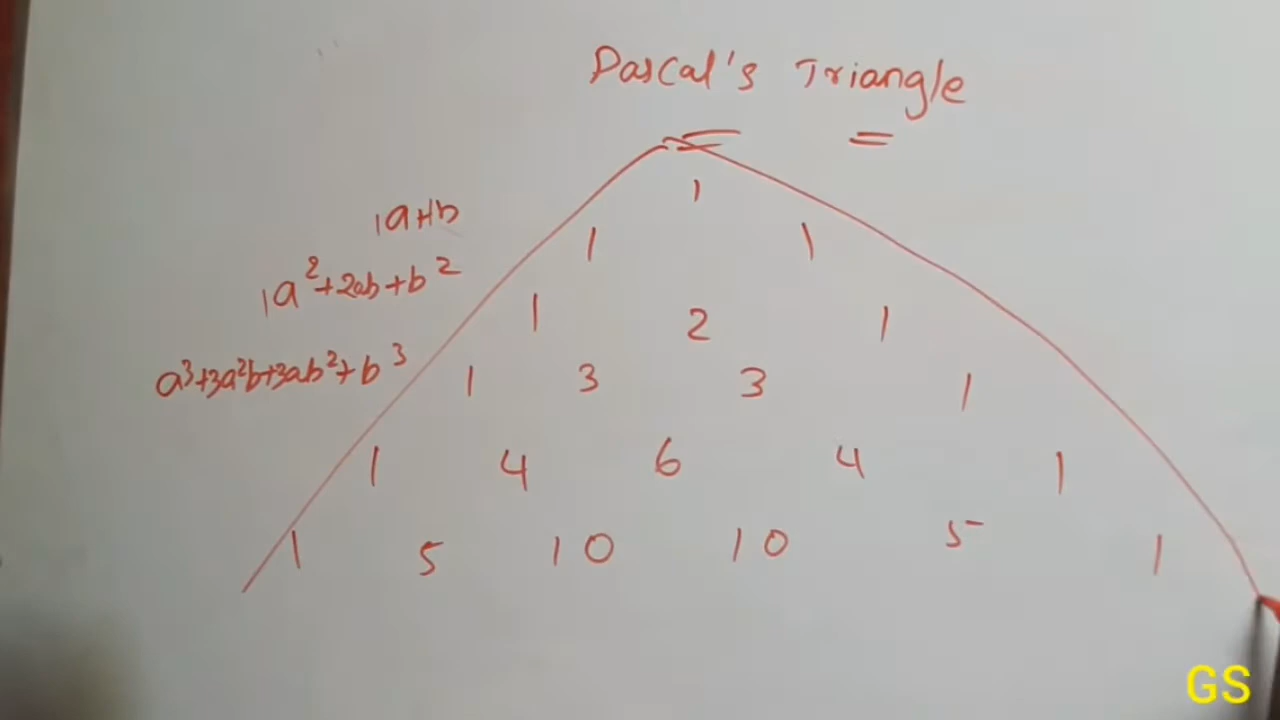 Pascal's Triangle
1
1a+b
1 1
1a²+2ab+b²
1 2 1
a³+3a²b+3ab²+b³
1 3 3 1
1 4 6 4 1
1 5 10 10 5 1
GS